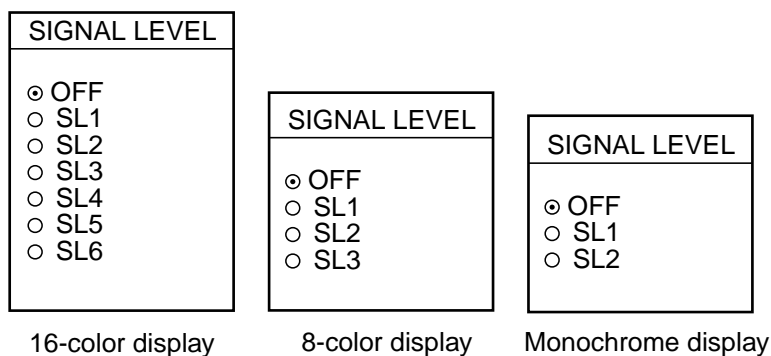 SIGNAL LEVEL
OFF
SL1
SL2
SL3
SL4
SL5
SL6
16-color display
SIGNAL LEVEL
OFF
SL1
SL2
SL3
8-color display
SIGNAL LEVEL
OFF
SL1
SL2
Monochrome display